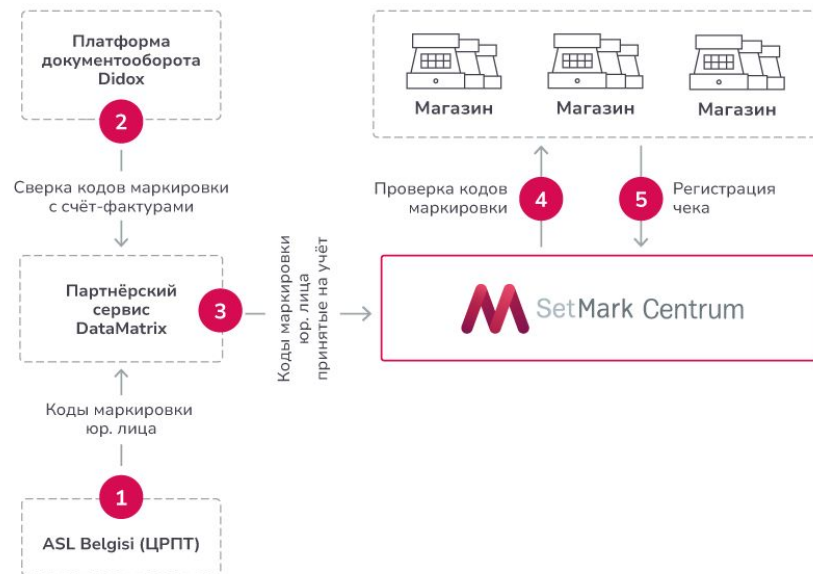 Платформа
документооборота
Didox
2
Сверка кодов маркировки
с счёт-фактурами
Партнёрский
сервис
DataMatrix
3
Коды маркировки
юр. лица
принятые на учёт
Коды маркировки
юр. лица
1
ASL Belgisi (ЦРПТ)
Магазин
Магазин
Магазин
Проверка кодов
маркировки
4
5
Регистрация
чека
SetMark Centrum